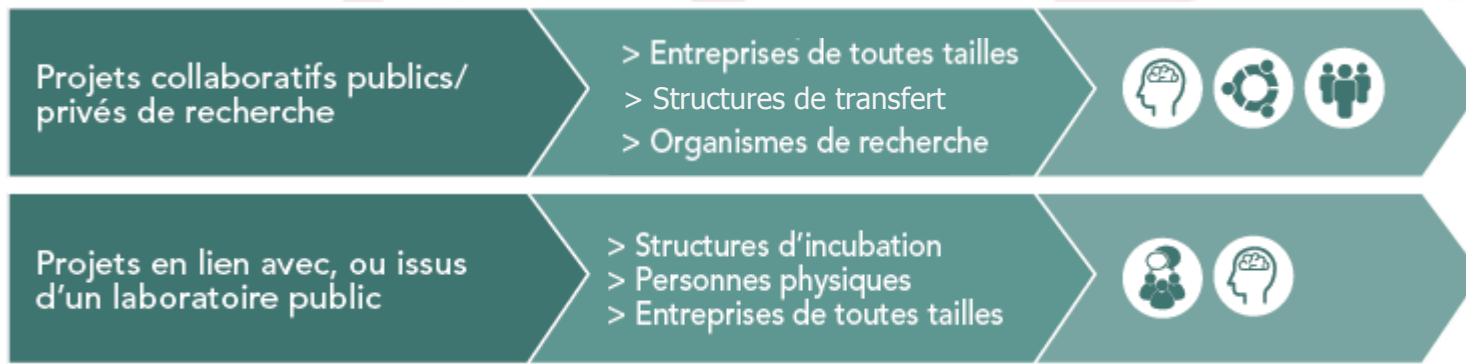 Projets collaboratifs publics/
privés de recherche
> Entreprises de toutes tailles
> Structures de transfert
> Organismes de recherche
Projets en lien avec, ou issus
d'un laboratoire public
> Structures d'incubation
> Personnes physiques
> Entreprises de toutes tailles